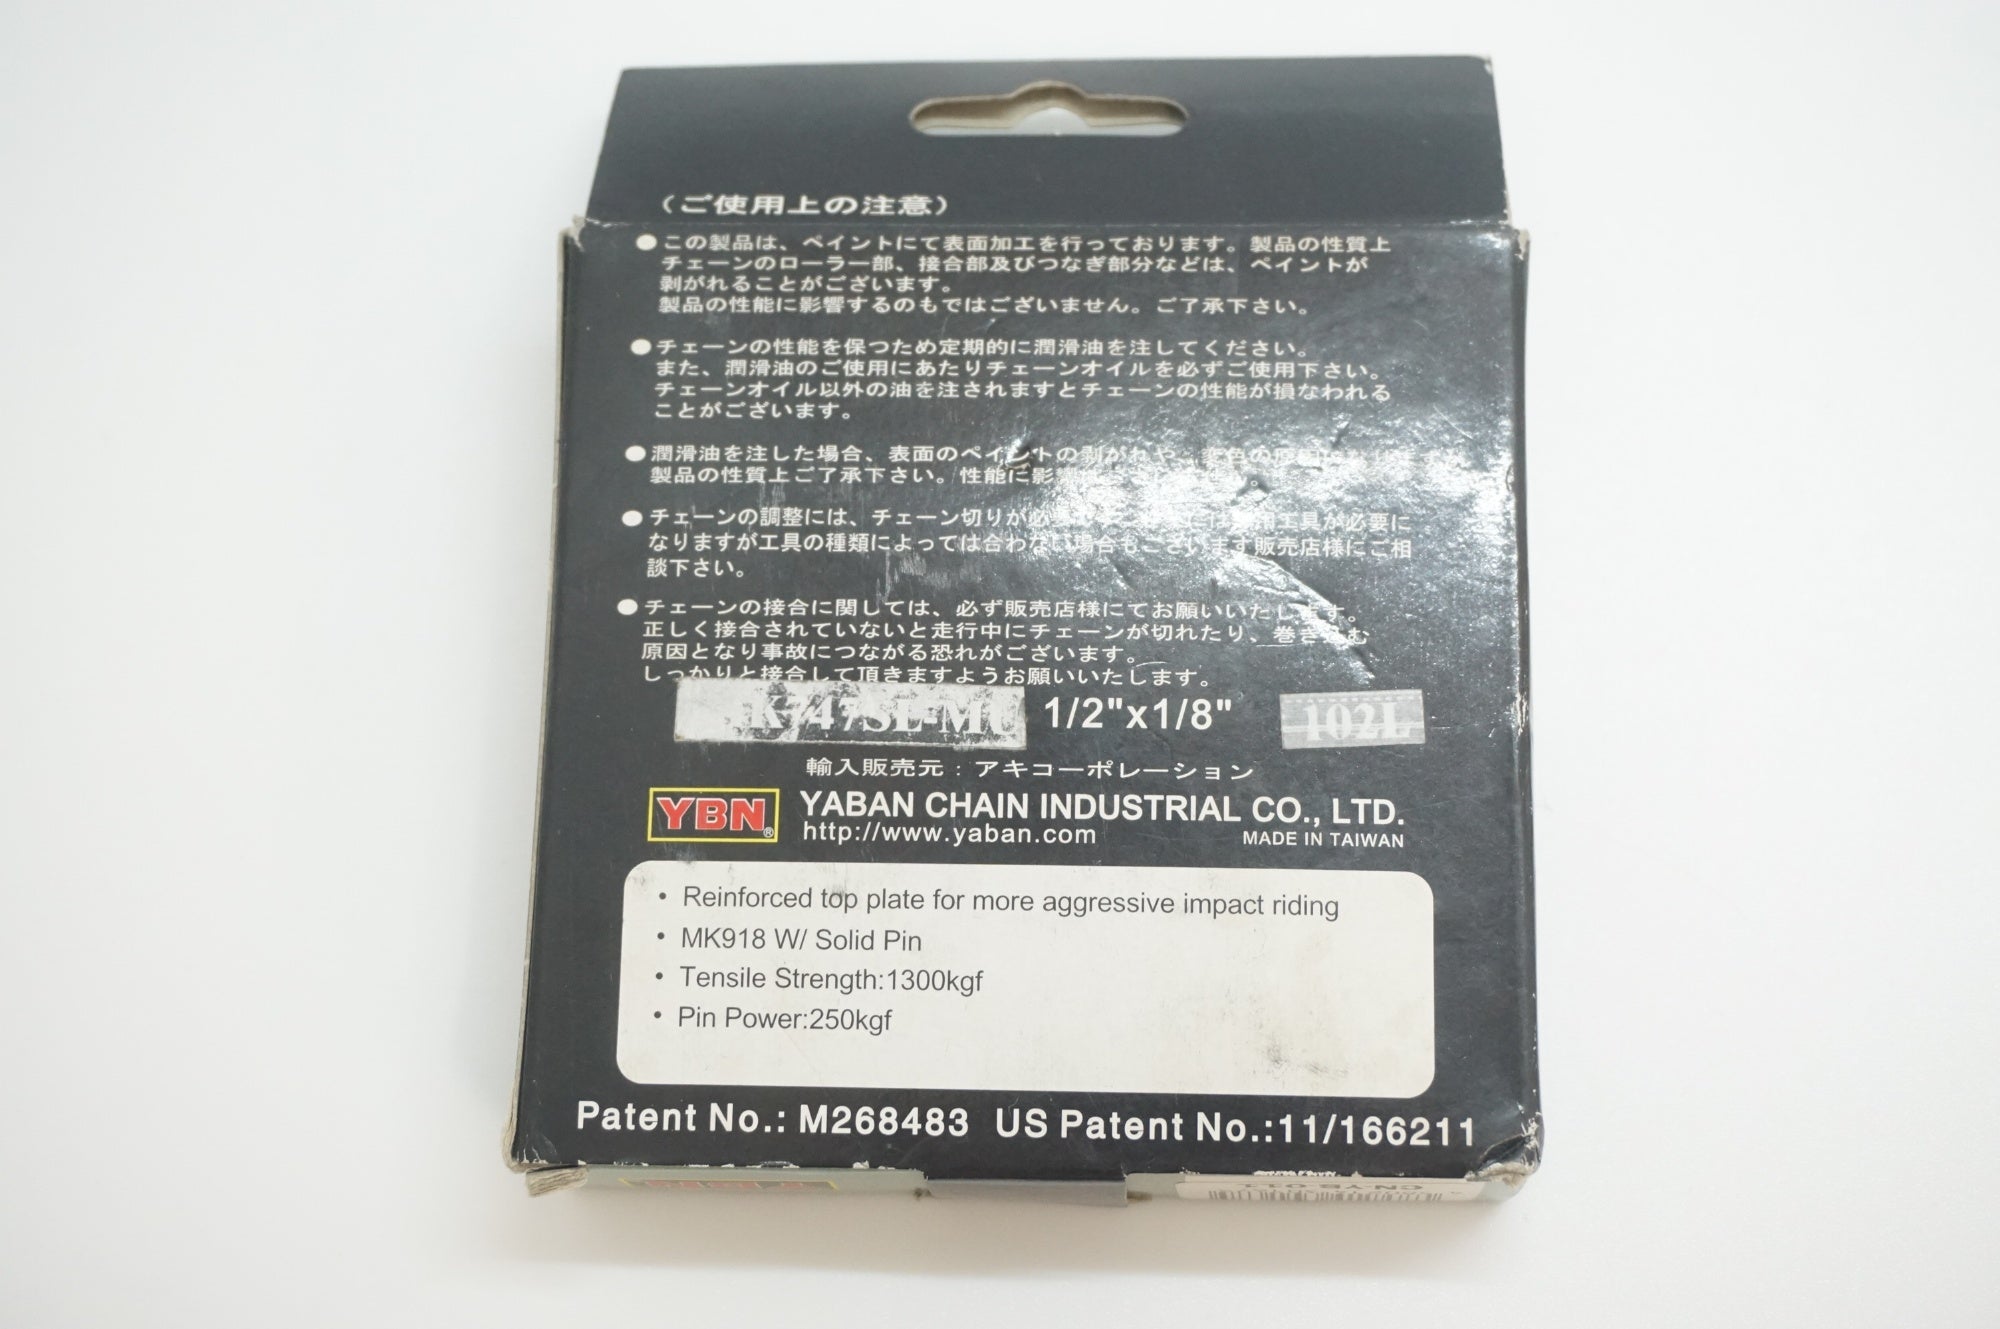 (ご使用上の注意)
●この製品は、ペイントにて表面加工を行っております。製品の性質上
チェーンのローラー部、接合部及びつなぎ部分などは、ペイントが
剥がれることがございます。
製品の性能に影響するのもではございません。ご了承下さい。
●チェーンの性能を保つため定期的に潤滑油を注してください。
また、潤滑油のご使用にあたりチェーンオイルを必ずご使用下さい。
チェーンオイル以外の油を注されますとチェーンの性能が損なわれる
ことがございます。
●潤滑油を注した場合、表面のペイントの剥がれや、変色の
製品の性質上ご了承下さい。性能に影
●チェーンの調整には、チェーン切りが必 工具が必要に
なりますが工具の種類によっては合わない場合もございます販売店様にご相
談下さい。
●チェーンの接合に関しては、必ず販売店様にてお願いいたします。
正しく接合されていないと走行中にチェーンが切れたり、巻き込む
原因となり事故につながる恐れがございます。
しっかりと接合して頂きますようお願いいたします。
1/2"x1/8" 102L
輸入販売元：アキコーポレーション
YBN® YABAN CHAIN INDUSTRIAL CO., LTD.
http://www.yaban.com MADE IN TAIWAN
• Reinforced top plate for more aggressive impact riding
• MK918 W/ Solid Pin
• Tensile Strength:1300kgf
• Pin Power:250kgf
Patent No.: M268483 US Patent No.:11/166211
CN-YB-011